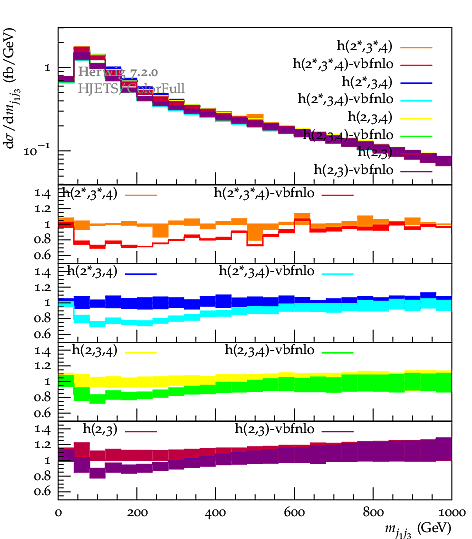 h(2*,3*,4)
h(2*,3*,4)-vbfnlo
h(2*,3,4)
h(2*,3,4)-vbfnlo
h(2,3,4)
h(2,3,4)-vbfnlo
h(2,3)
h(2,3)-vbfnlo
Herwig 7.2.0
HJETS/ColorFull
dσ/dm_{j₁j₃} (fb/GeV)
1
10⁻¹
h(2*,3*,4) h(2*,3*,4)-vbfnlo
1.4
1.2
1
0.8
0.6
h(2*,3,4) h(2*,3,4)-vbfnlo
1.4
1.2
1
0.8
0.6
h(2,3,4) h(2,3,4)-vbfnlo
1.4
1.2
1
0.8
0.6
h(2,3) h(2,3)-vbfnlo
1.4
1.2
1
0.8
0.6
0 200 400 600 800 1000
m_{j₁j₃} [GeV]